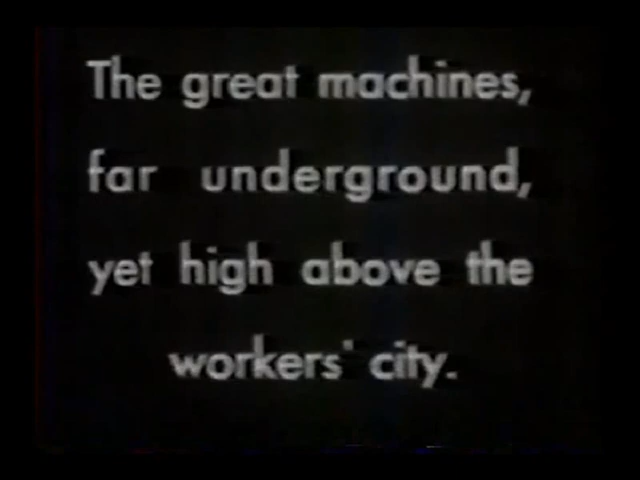 The great machines,
far underground,
yet high above the
workers' city.